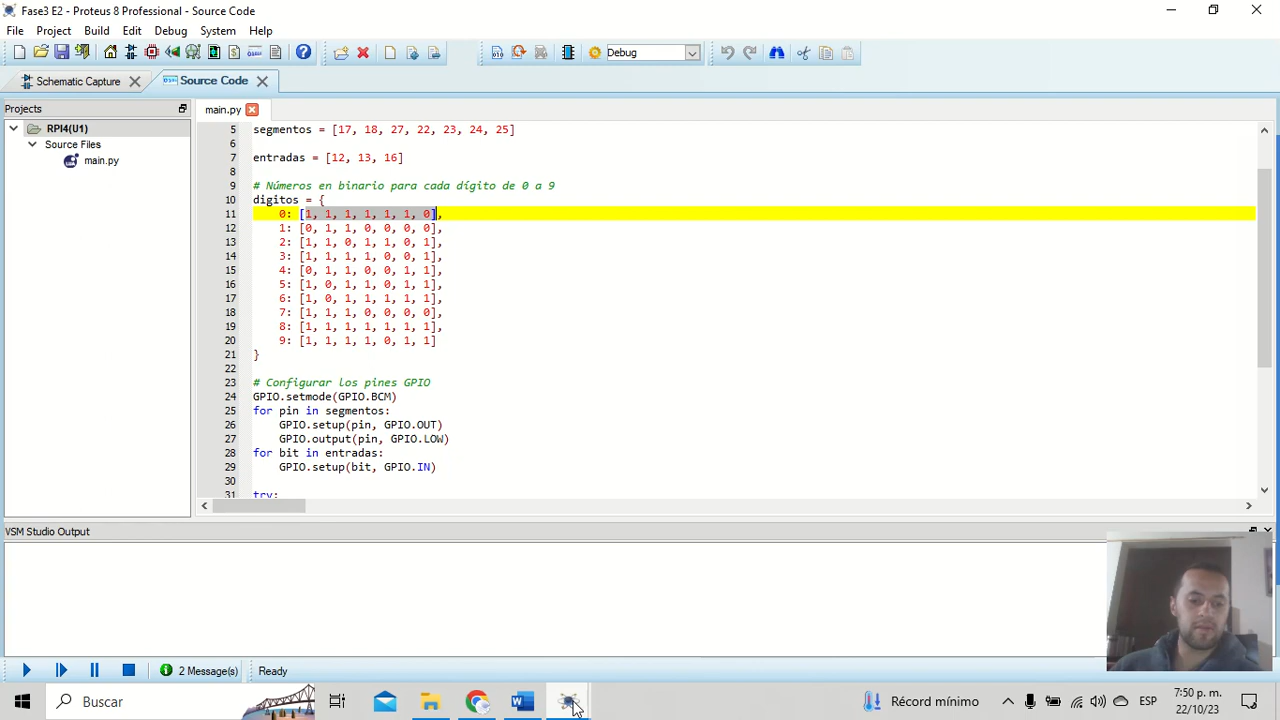 Fase3 E2 - Proteus 8 Professional - Source Code
File Project Build Edit Debug System Help
Debug
Schematic Capture
Source Code
Projects
main.py
RPI4(U1)
Source Files
main.py
5 segmentos = [17, 18, 27, 22, 23, 24, 25]
6
7 entradas = [12, 13, 16]
8
9 # Números en binario para cada dígito de 0 a 9
10 digitos = {
11 0: [1, 1, 1, 1, 1, 1, 0],
12 1: [0, 1, 1, 0, 0, 0, 0],
13 2: [1, 1, 0, 1, 1, 0, 1],
14 3: [1, 1, 1, 1, 0, 0, 1],
15 4: [0, 1, 1, 0, 0, 1, 1],
16 5: [1, 0, 1, 1, 0, 1, 1],
17 6: [1, 0, 1, 1, 1, 1, 1],
18 7: [1, 1, 1, 0, 0, 0, 0],
19 8: [1, 1, 1, 1, 1, 1, 1],
20 9: [1, 1, 1, 1, 0, 1, 1]
21 }
22
23 # Configurar los pines GPIO
24 GPIO.setmode(GPIO.BCM)
25 for pin in segmentos:
26 GPIO.setup(pin, GPIO.OUT)
27 GPIO.output(pin, GPIO.LOW)
28 for bit in entradas:
29 GPIO.setup(bit, GPIO.IN)
30
31 try:
VSM Studio Output
2 Message(s) Ready
Buscar
Récord mínimo
ESP
7:50 p. m.
22/10/23